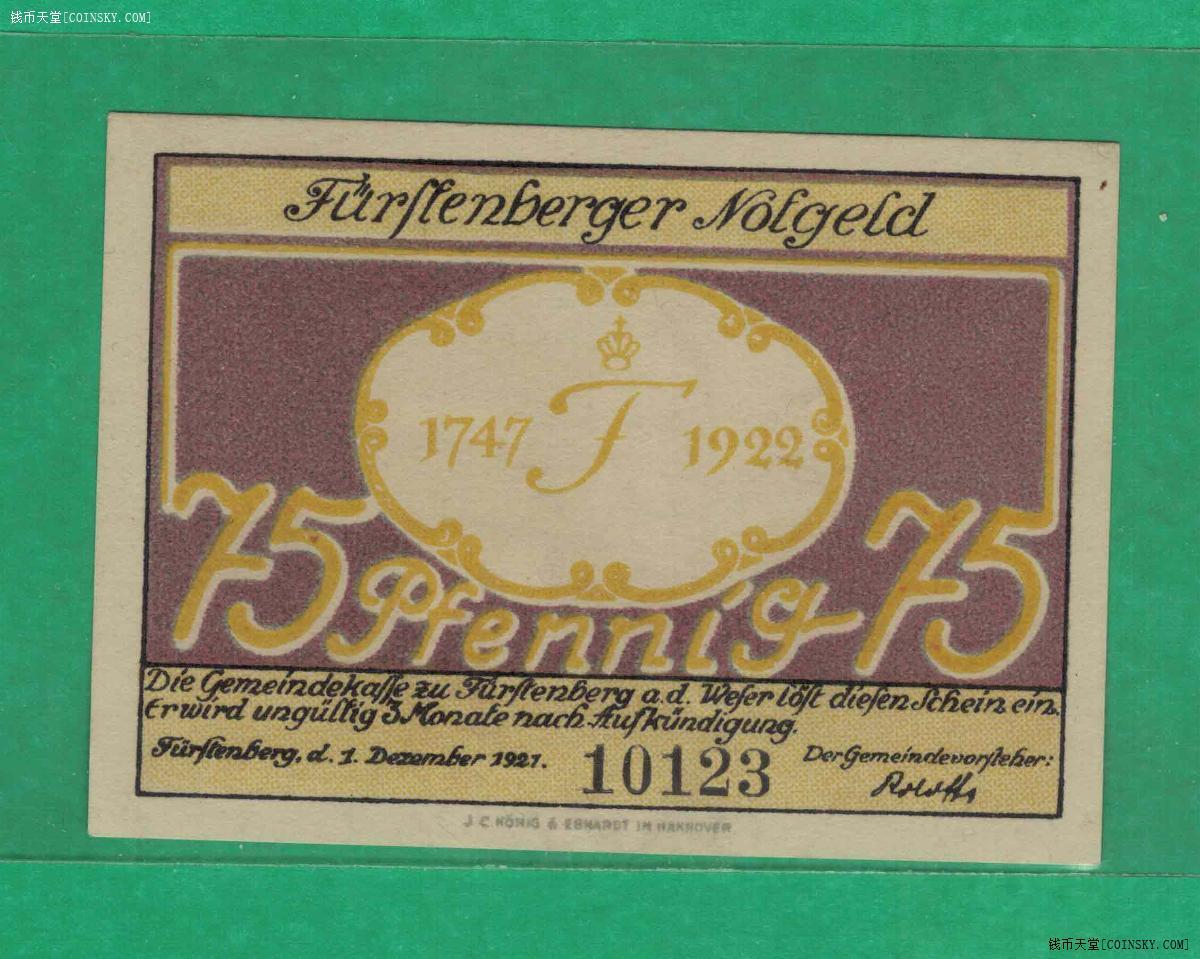 钱币天堂[COINSKY.COM]
Fürſtenberger Notgeld
1747 F 1922
75 Pfennig 75
Die Gemeindekaſſe zu Fürſtenberg a.d. Weſer löſt dieſen Schein ein.
Er wird ungültig 3 Monate nach Aufkündigung.
Fürſtenberg, d. 1. Dezember 1921.
10123
Der Gemeindevorſteher:
J. C. KÖNIG & EBHARDT IN HANNOVER
钱币天堂[COINSKY.COM]